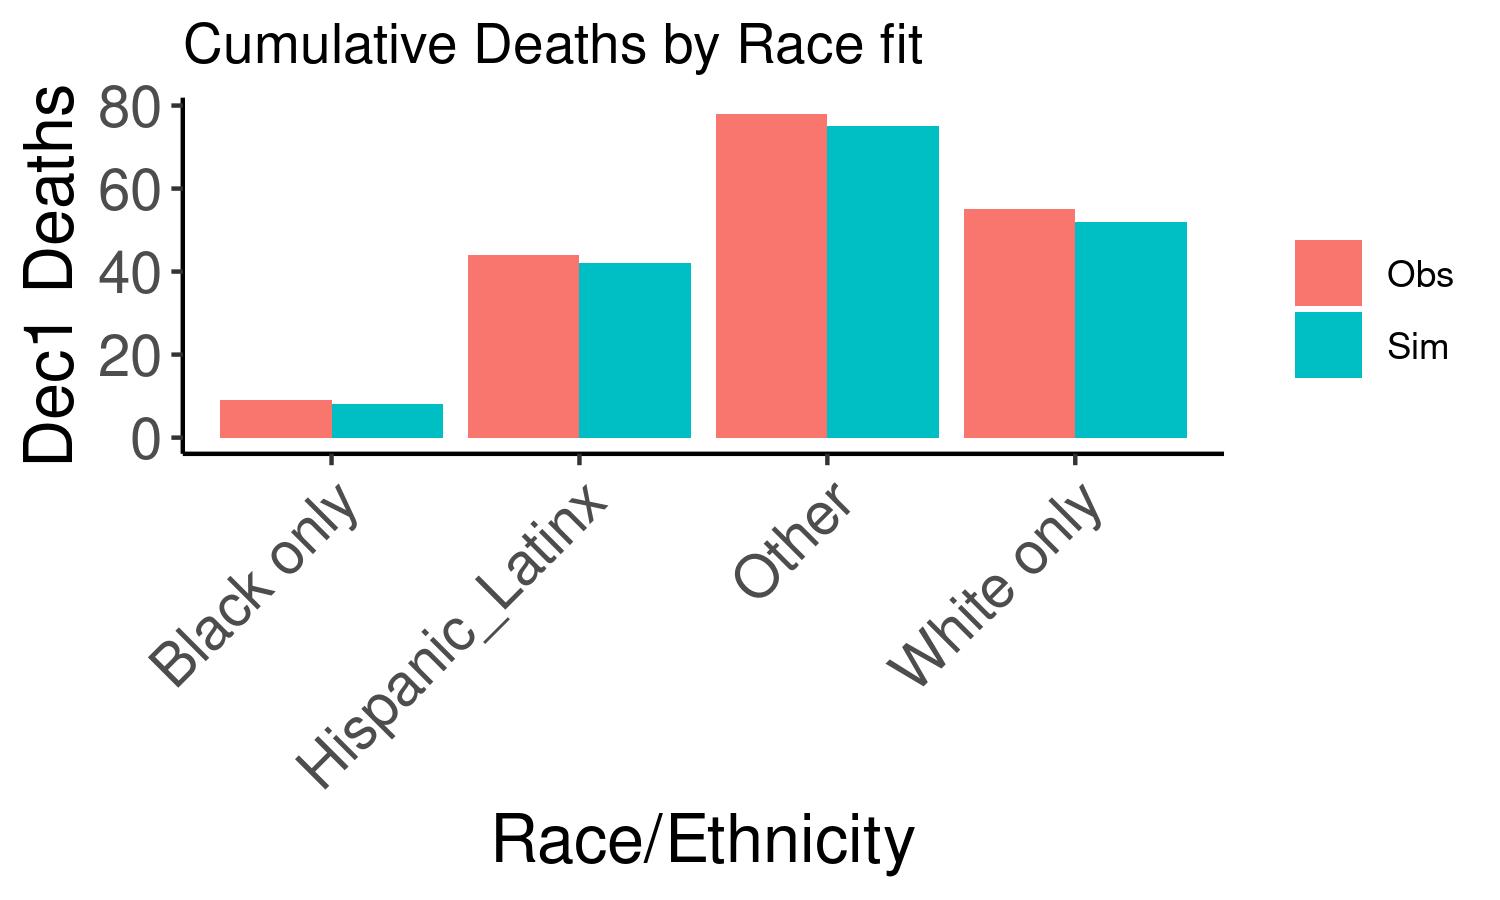 Cumulative Deaths by Race fit
Dec1 Deaths
80
60
40
20
0
Black only
Hispanic_Latinx
Other
White only
Race/Ethnicity
Obs
Sim